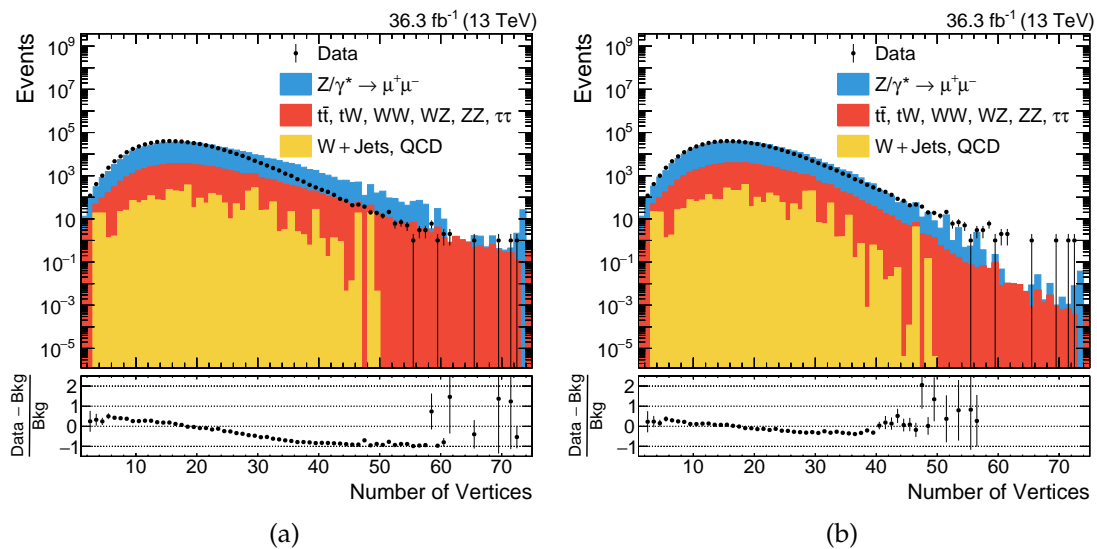 36.3 fb⁻¹ (13 TeV)
Events
10⁹
10⁷
10⁵
10³
10
10⁻¹
10⁻³
10⁻⁵
Data
Z/γ* → μ⁺μ⁻
tt̄, tW, WW, WZ, ZZ, ττ
W + Jets, QCD
Data − Bkg
Bkg
2
1
0
−1
10 20 30 40 50 60 70
Number of Vertices
(a)
36.3 fb⁻¹ (13 TeV)
Events
10⁹
10⁷
10⁵
10³
10
10⁻¹
10⁻³
10⁻⁵
Data
Z/γ* → μ⁺μ⁻
tt̄, tW, WW, WZ, ZZ, ττ
W + Jets, QCD
Data − Bkg
Bkg
2
1
0
−1
10 20 30 40 50 60 70
Number of Vertices
(b)